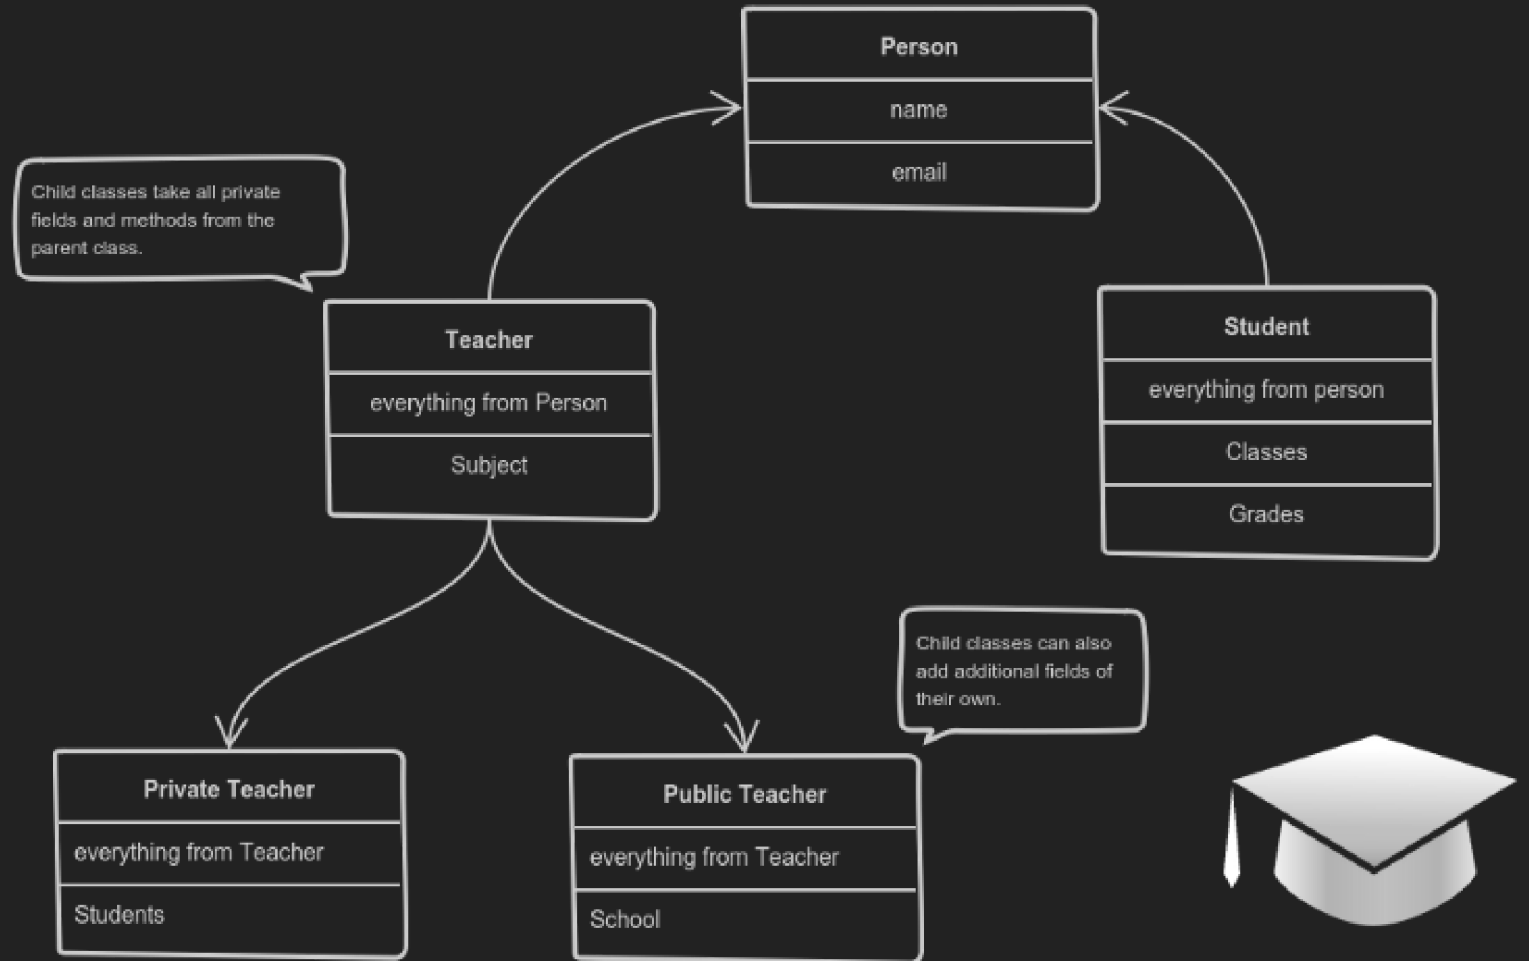 Person
name
email
Child classes take all private
fields and methods from the
parent class.
Teacher
everything from Person
Subject
Student
everything from person
Classes
Grades
Child classes can also
add additional fields of
their own.
Private Teacher
everything from Teacher
Students
Public Teacher
everything from Teacher
School